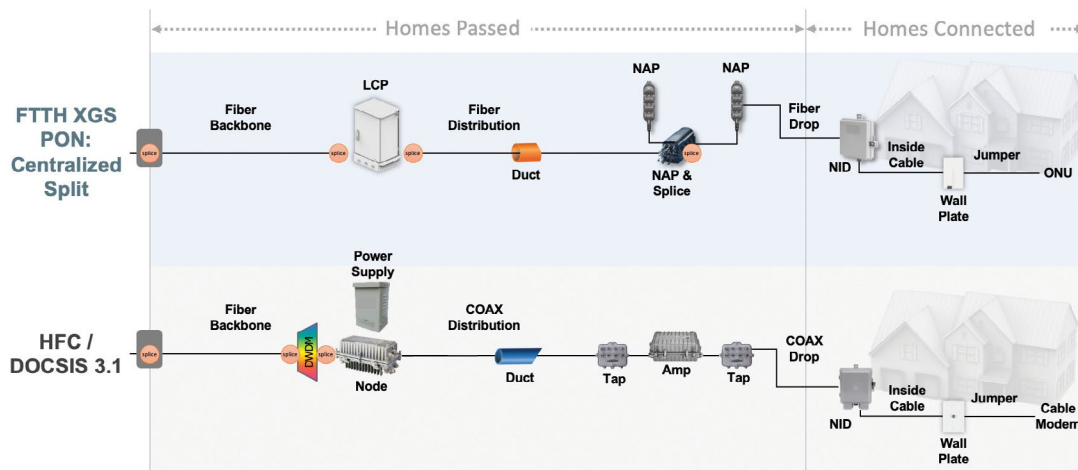 Homes Passed
Homes Connected
FTTH XGS
PON:
Centralized
Split
splice
Fiber
Backbone
splice
LCP
splice
Fiber
Distribution
Duct
NAP
NAP
NAP &
Splice
splice
Fiber
Drop
NID
Inside
Cable
Wall
Plate
Jumper
ONU
HFC /
DOCSIS 3.1
splice
Fiber
Backbone
splice
DWDM
splice
Power
Supply
Node
COAX
Distribution
Duct
Tap
Amp
Tap
COAX
Drop
NID
Inside
Cable
Wall
Plate
Jumper
Cable
Modem